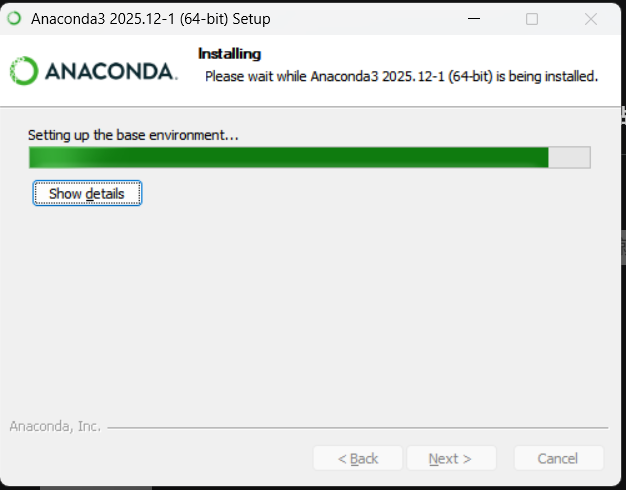 Anaconda3 2025.12-1 (64-bit) Setup
Installing
Please wait while Anaconda3 2025.12-1 (64-bit) is being installed.
ANACONDA.
Setting up the base environment...
Show details
Anaconda, Inc.
< Back
Next >
Cancel